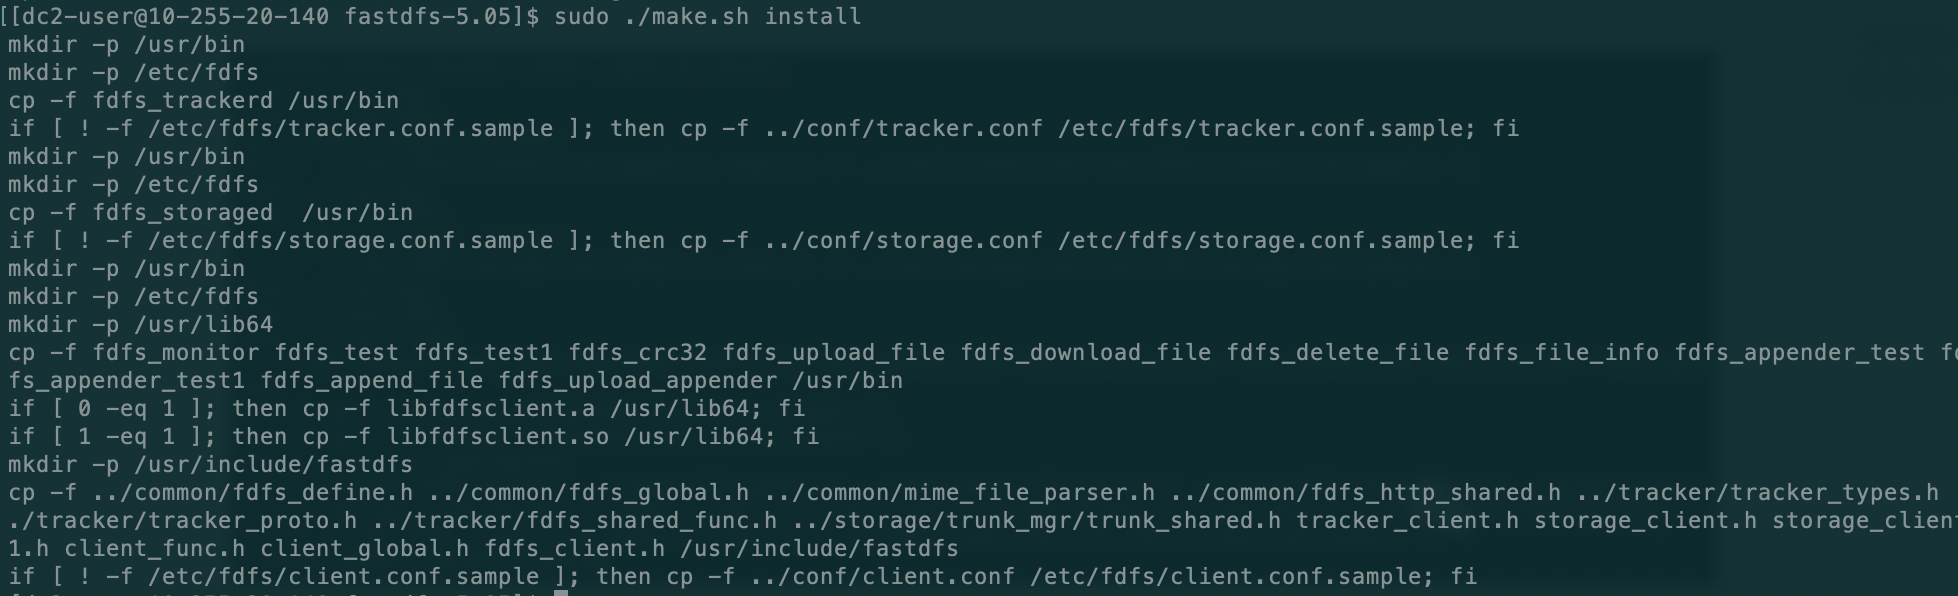 [[dc2-user@10-255-20-140 fastdfs-5.05]$ sudo ./make.sh install
mkdir -p /usr/bin
mkdir -p /etc/fdfs
cp -f fdfs_trackerd /usr/bin
if [ ! -f /etc/fdfs/tracker.conf.sample ]; then cp -f ../conf/tracker.conf /etc/fdfs/tracker.conf.sample; fi
mkdir -p /usr/bin
mkdir -p /etc/fdfs
cp -f fdfs_storaged  /usr/bin
if [ ! -f /etc/fdfs/storage.conf.sample ]; then cp -f ../conf/storage.conf /etc/fdfs/storage.conf.sample; fi
mkdir -p /usr/bin
mkdir -p /etc/fdfs
mkdir -p /usr/lib64
cp -f fdfs_monitor fdfs_test fdfs_test1 fdfs_crc32 fdfs_upload_file fdfs_download_file fdfs_delete_file fdfs_file_info fdfs_appender_test fd
fs_appender_test1 fdfs_append_file fdfs_upload_appender /usr/bin
if [ 0 -eq 1 ]; then cp -f libfdfsclient.a /usr/lib64; fi
if [ 1 -eq 1 ]; then cp -f libfdfsclient.so /usr/lib64; fi
mkdir -p /usr/include/fastdfs
cp -f ../common/fdfs_define.h ../common/fdfs_global.h ../common/mime_file_parser.h ../common/fdfs_http_shared.h ../tracker/tracker_types.h
./tracker/tracker_proto.h ../tracker/fdfs_shared_func.h ../storage/trunk_mgr/trunk_shared.h tracker_client.h storage_client.h storage_client
1.h client_func.h client_global.h fdfs_client.h /usr/include/fastdfs
if [ ! -f /etc/fdfs/client.conf.sample ]; then cp -f ../conf/client.conf /etc/fdfs/client.conf.sample; fi